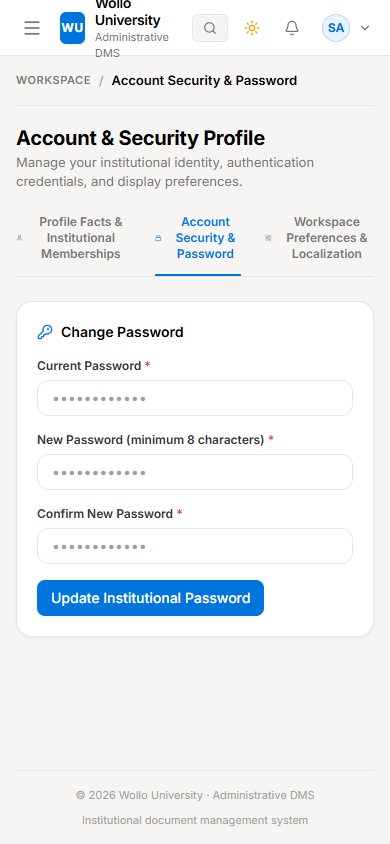 WU
Wollo
University
Administrative
DMS
SA
WORKSPACE / Account Security & Password
Account & Security Profile
Manage your institutional identity, authentication
credentials, and display preferences.
Profile Facts &
Institutional
Memberships
Account
Security &
Password
Workspace
Preferences &
Localization
Change Password
Current Password *
••••••••••••
New Password (minimum 8 characters) *
••••••••••••
Confirm New Password *
••••••••••••
Update Institutional Password
© 2026 Wollo University · Administrative DMS
Institutional document management system